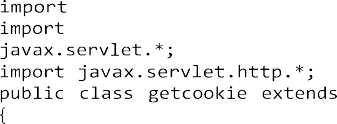 import
import
javax.servlet.*;
import javax.servlet.http.*;
public class getcookie extends
{